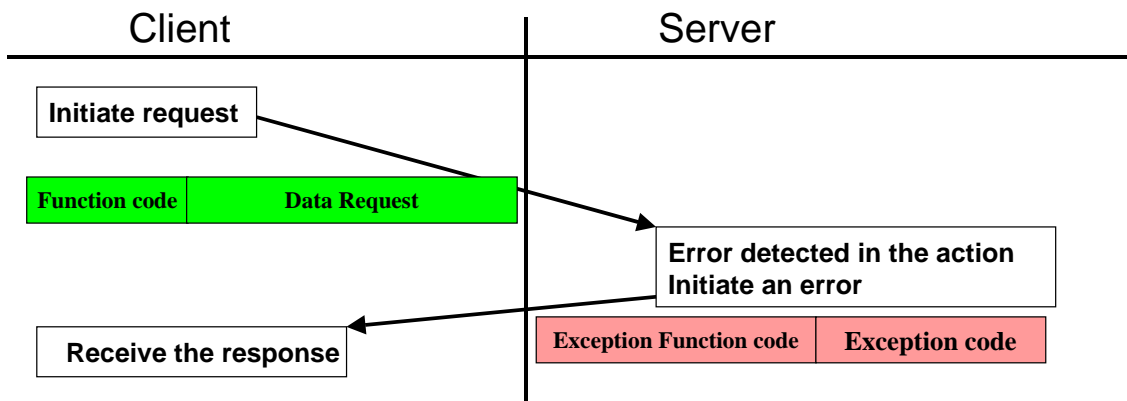 Client
Server
Initiate request
Function code
Data Request
Error detected in the action
Initiate an error
Receive the response
Exception Function code
Exception code